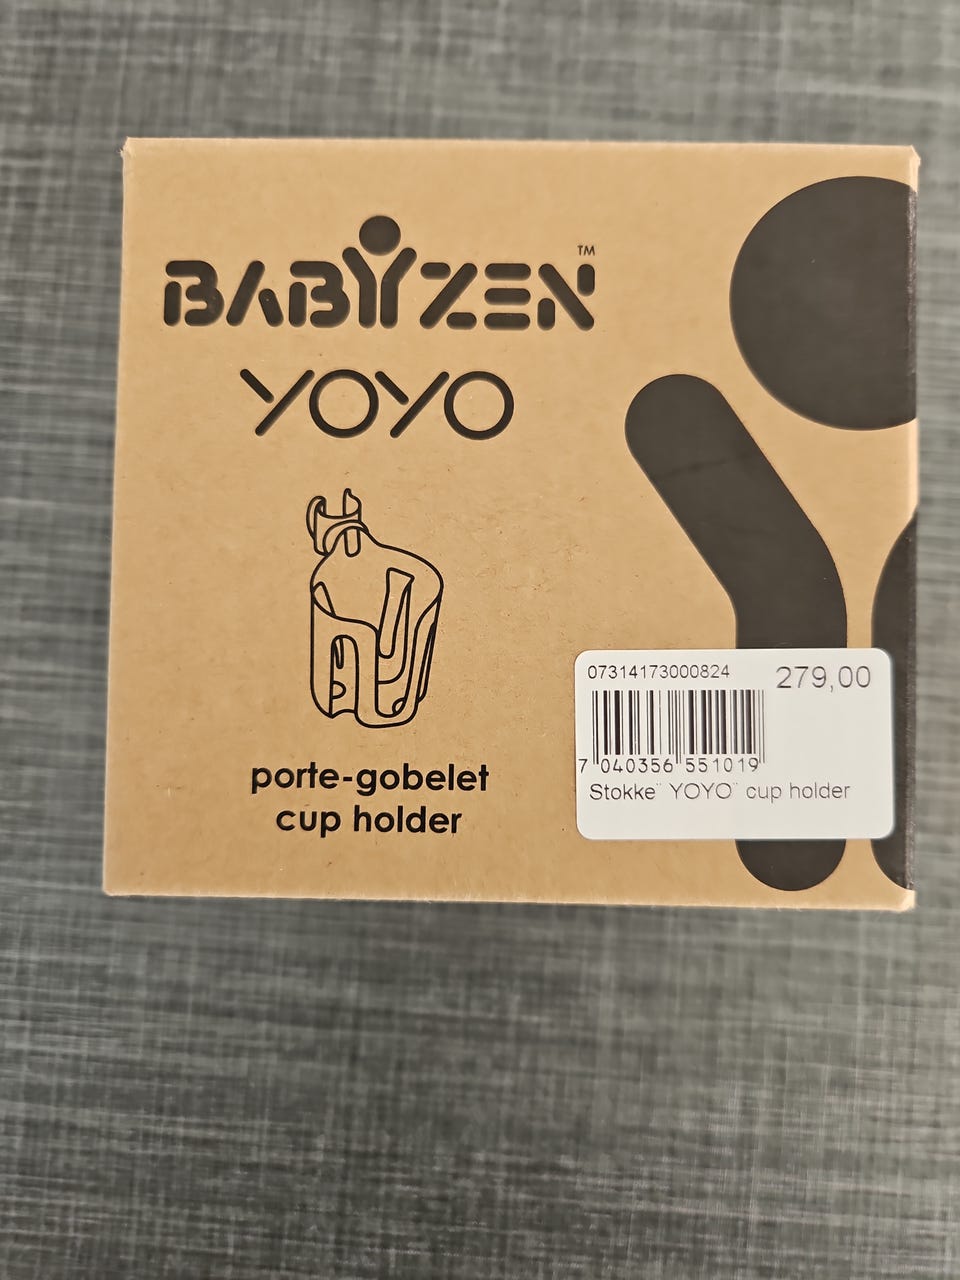 BABYZEN™
YOYO
porte-gobelet
cup holder
07314173000824 279,00
7 040356 551019
Stokke¨ YOYO¨ cup holder